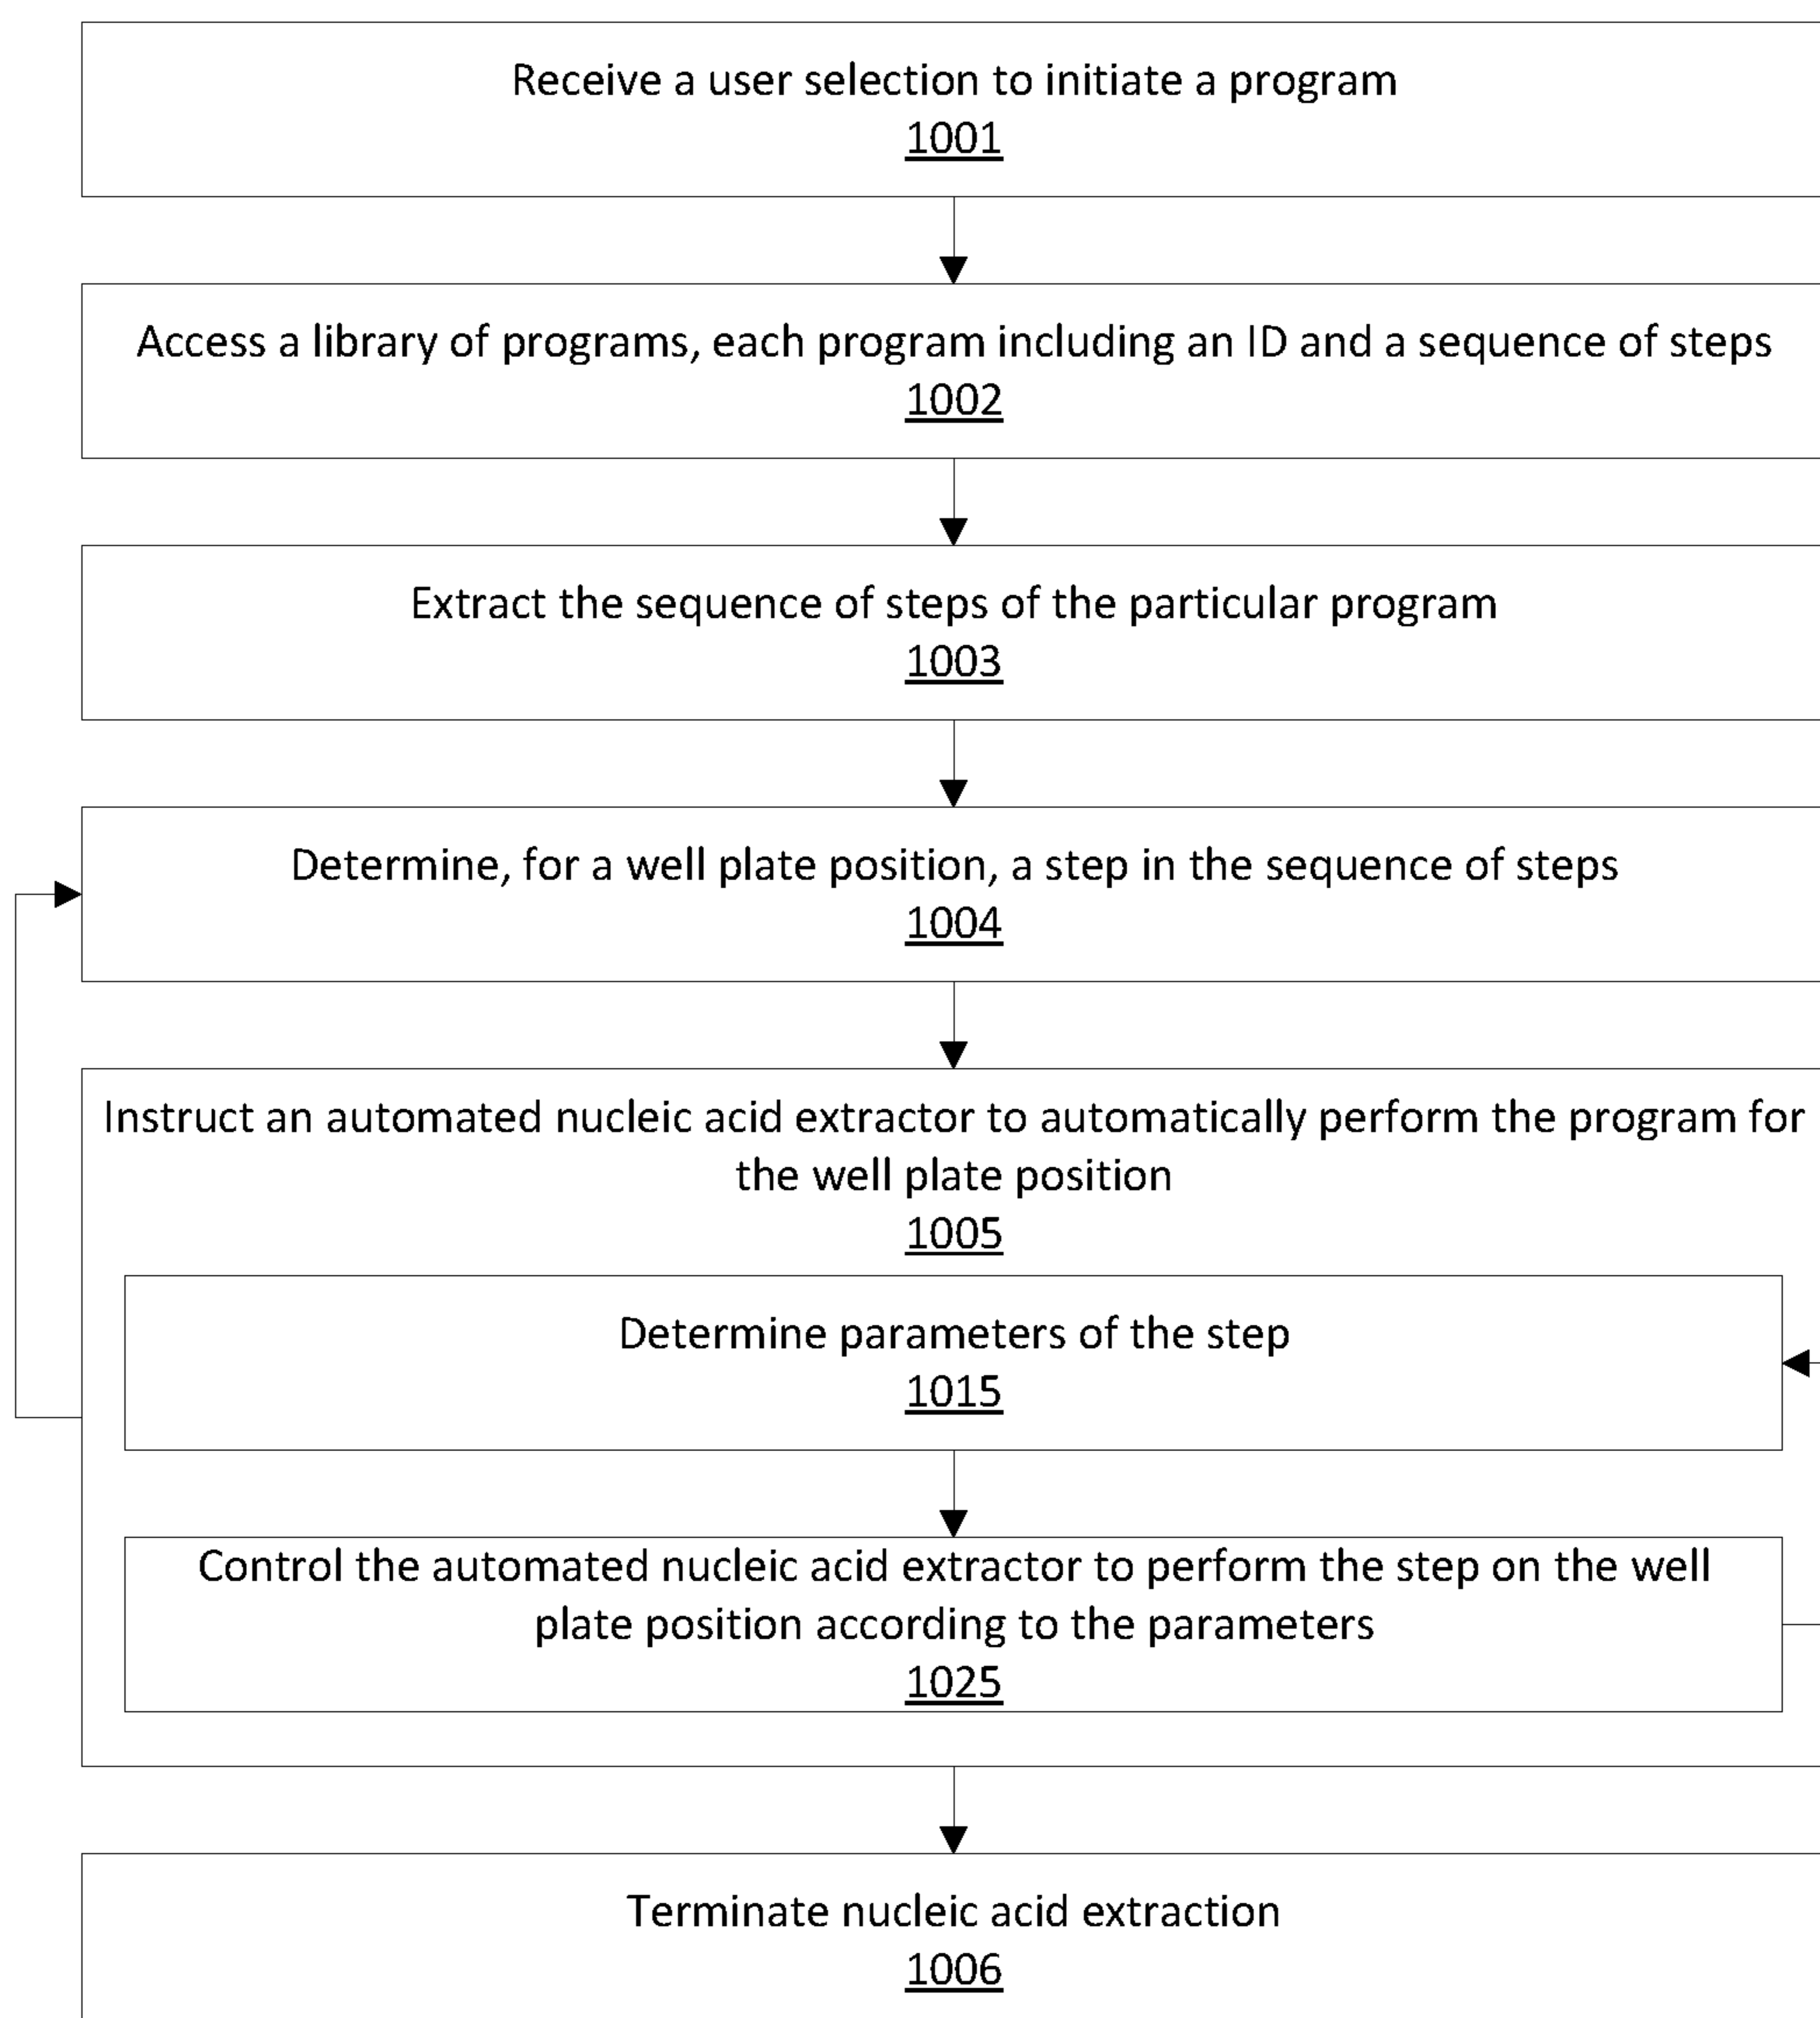 Receive a user selection to initiate a program
1001
Access a library of programs, each program including an ID and a sequence of steps
1002
Extract the sequence of steps of the particular program
1003
Determine, for a well plate position, a step in the sequence of steps
1004
Instruct an automated nucleic acid extractor to automatically perform the program for
the well plate position
1005
Determine parameters of the step
1015
Control the automated nucleic acid extractor to perform the step on the well
plate position according to the parameters
1025
Terminate nucleic acid extraction
1006